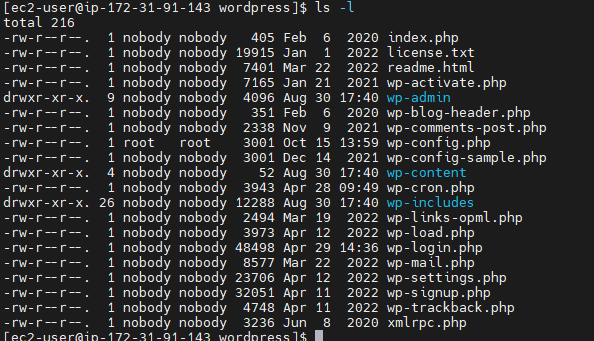 [ec2-user@ip-172-31-91-143 wordpress]$ ls -l
total 216
-rw-r--r--.  1 nobody nobody   405 Feb  6  2020 index.php
-rw-r--r--.  1 nobody nobody 19915 Jan  1  2022 license.txt
-rw-r--r--.  1 nobody nobody  7401 Mar 22  2022 readme.html
-rw-r--r--.  1 nobody nobody  7165 Jan 21  2021 wp-activate.php
drwxr-xr-x.  9 nobody nobody  4096 Aug 30 17:40 wp-admin
-rw-r--r--.  1 nobody nobody   351 Feb  6  2020 wp-blog-header.php
-rw-r--r--.  1 nobody nobody  2338 Nov  9  2021 wp-comments-post.php
-rw-r--r--.  1 root   root    3001 Oct 15 13:59 wp-config.php
-rw-r--r--.  1 nobody nobody  3001 Dec 14  2021 wp-config-sample.php
drwxr-xr-x.  4 nobody nobody    52 Aug 30 17:40 wp-content
-rw-r--r--.  1 nobody nobody  3943 Apr 28 09:49 wp-cron.php
drwxr-xr-x. 26 nobody nobody 12288 Aug 30 17:40 wp-includes
-rw-r--r--.  1 nobody nobody  2494 Mar 19  2022 wp-links-opml.php
-rw-r--r--.  1 nobody nobody  3973 Apr 12  2022 wp-load.php
-rw-r--r--.  1 nobody nobody 48498 Apr 29 14:36 wp-login.php
-rw-r--r--.  1 nobody nobody  8577 Mar 22  2022 wp-mail.php
-rw-r--r--.  1 nobody nobody 23706 Apr 12  2022 wp-settings.php
-rw-r--r--.  1 nobody nobody 32051 Apr 11  2022 wp-signup.php
-rw-r--r--.  1 nobody nobody  4748 Apr 11  2022 wp-trackback.php
-rw-r--r--.  1 nobody nobody  3236 Jun  8  2020 xmlrpc.php
[ec2-user@ip-172-31-91-143 wordpress]$